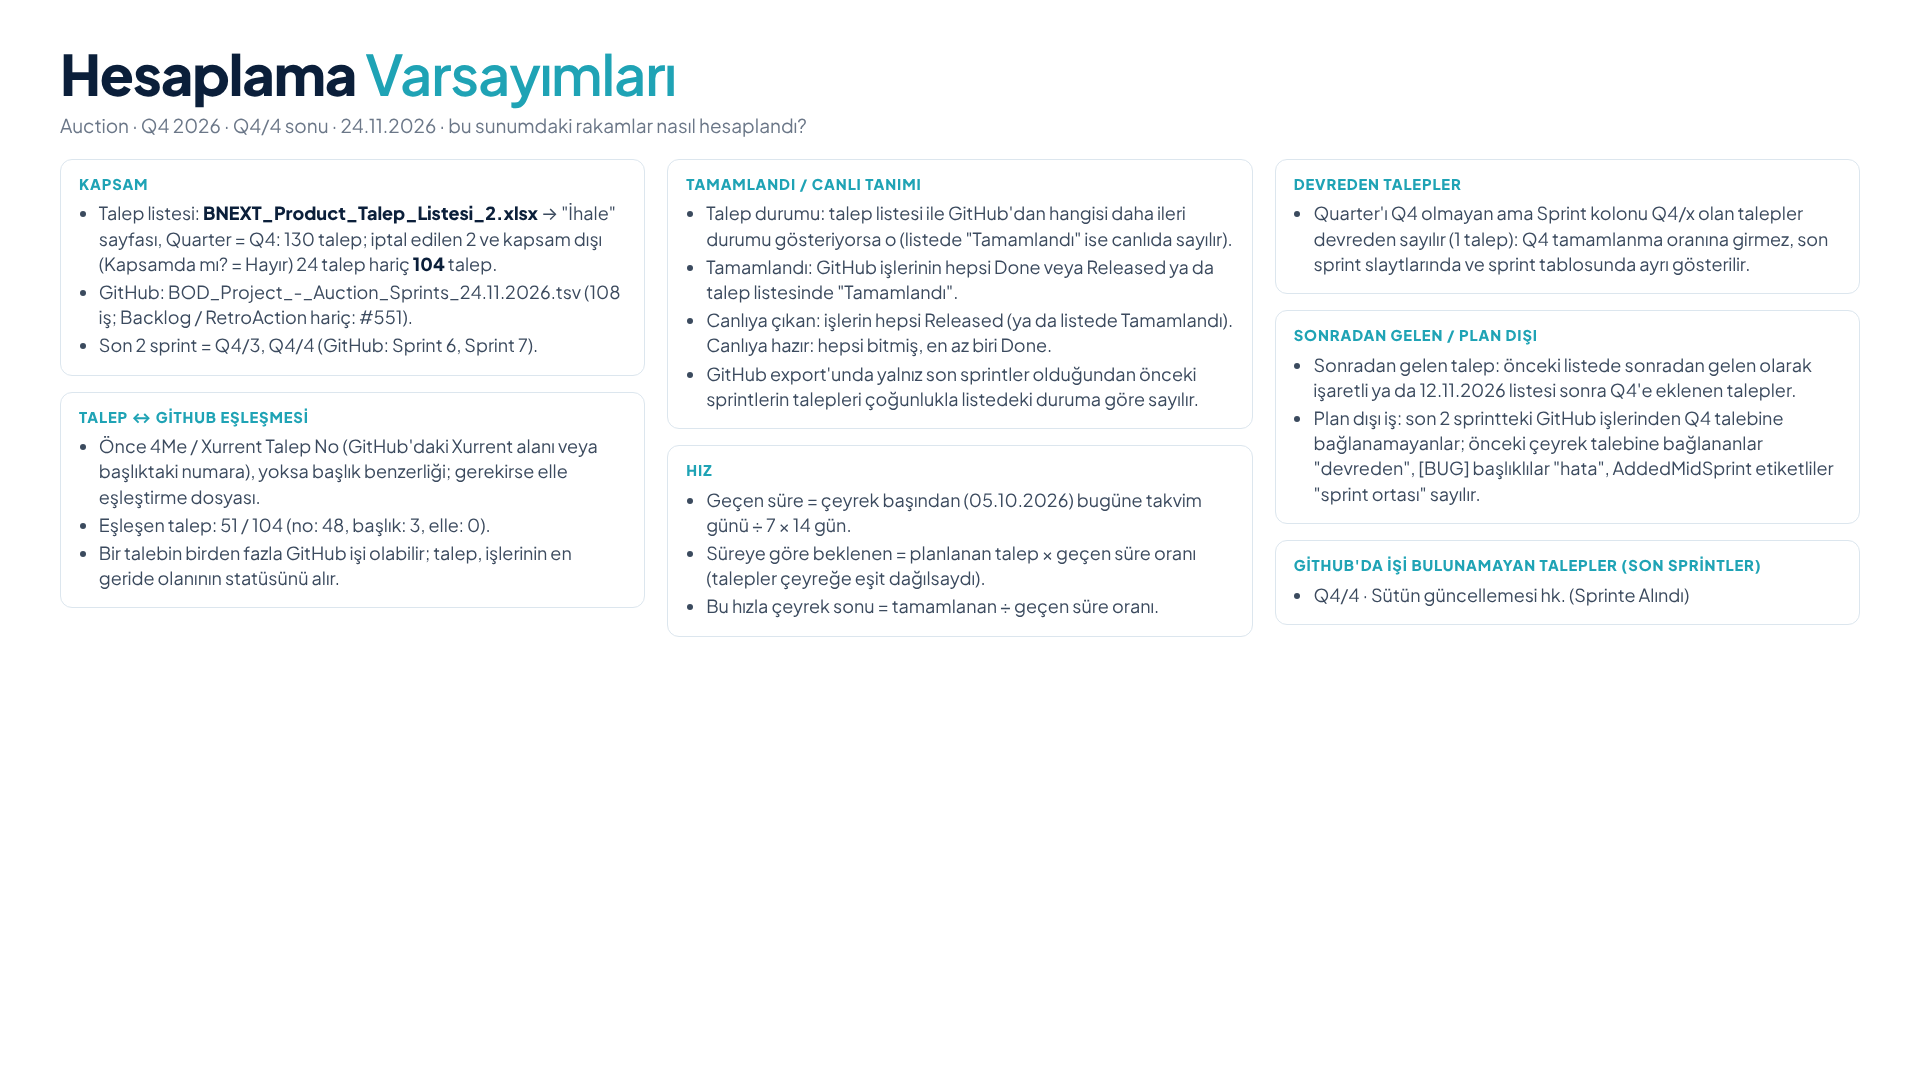 Hesaplama Varsayımları
Auction · Q4 2026 · Q4/4 sonu · 24.11.2026 · bu sunumdaki rakamlar nasıl hesaplandı?
KAPSAM
• Talep listesi: BNEXT_Product_Talep_Listesi_2.xlsx → "İhale"
sayfası, Quarter = Q4: 130 talep; iptal edilen 2 ve kapsam dışı
(Kapsamda mı? = Hayır) 24 talep hariç 104 talep.
• GitHub: BOD_Project_-_Auction_Sprints_24.11.2026.tsv (108
iş; Backlog / RetroAction hariç: #551).
• Son 2 sprint = Q4/3, Q4/4 (GitHub: Sprint 6, Sprint 7).
TALEP ↔ GİTHUB EŞLEŞMESİ
• Önce 4Me / Xurrent Talep No (GitHub'daki Xurrent alanı veya
başlıktaki numara), yoksa başlık benzerliği; gerekirse elle
eşleştirme dosyası.
• Eşleşen talep: 51 / 104 (no: 48, başlık: 3, elle: 0).
• Bir talebin birden fazla GitHub işi olabilir; talep, işlerinin en
geride olanının statüsünü alır.
TAMAMLANDI / CANLI TANIMI
• Talep durumu: talep listesi ile GitHub'dan hangisi daha ileri
durumu gösteriyorsa o (listede "Tamamlandı" ise canlıda sayılır).
• Tamamlandı: GitHub işlerinin hepsi Done veya Released ya da
talep listesinde "Tamamlandı".
• Canlıya çıkan: işlerin hepsi Released (ya da listede Tamamlandı).
Canlıya hazır: hepsi bitmiş, en az biri Done.
• GitHub export'unda yalnız son sprintler olduğundan önceki
sprintlerin talepleri çoğunlukla listedeki duruma göre sayılır.
HIZ
• Geçen süre = çeyrek başından (05.10.2026) bugüne takvim
günü ÷ 7 × 14 gün.
• Süreye göre beklenen = planlanan talep × geçen süre oranı
(talepler çeyreğe eşit dağılsaydı).
• Bu hızla çeyrek sonu = tamamlanan ÷ geçen süre oranı.
DEVREDEN TALEPLER
• Quarter'ı Q4 olmayan ama Sprint kolonu Q4/x olan talepler
devreden sayılır (1 talep): Q4 tamamlanma oranına girmez, son
sprint slaytlarında ve sprint tablosunda ayrı gösterilir.
SONRADAN GELEN / PLAN DIŞI
• Sonradan gelen talep: önceki listede sonradan gelen olarak
işaretli ya da 12.11.2026 listesi sonra Q4'e eklenen talepler.
• Plan dışı iş: son 2 sprintteki GitHub işlerinden Q4 talebine
bağlanamayanlar; önceki çeyrek talebine bağlananlar
"devreden", [BUG] başlıklılar "hata", AddedMidSprint etiketliler
"sprint ortası" sayılır.
GİTHUB'DA İŞİ BULUNAMAYAN TALEPLER (SON SPRİNTLER)
• Q4/4 · Sütün güncellemesi hk. (Sprinte Alındı)